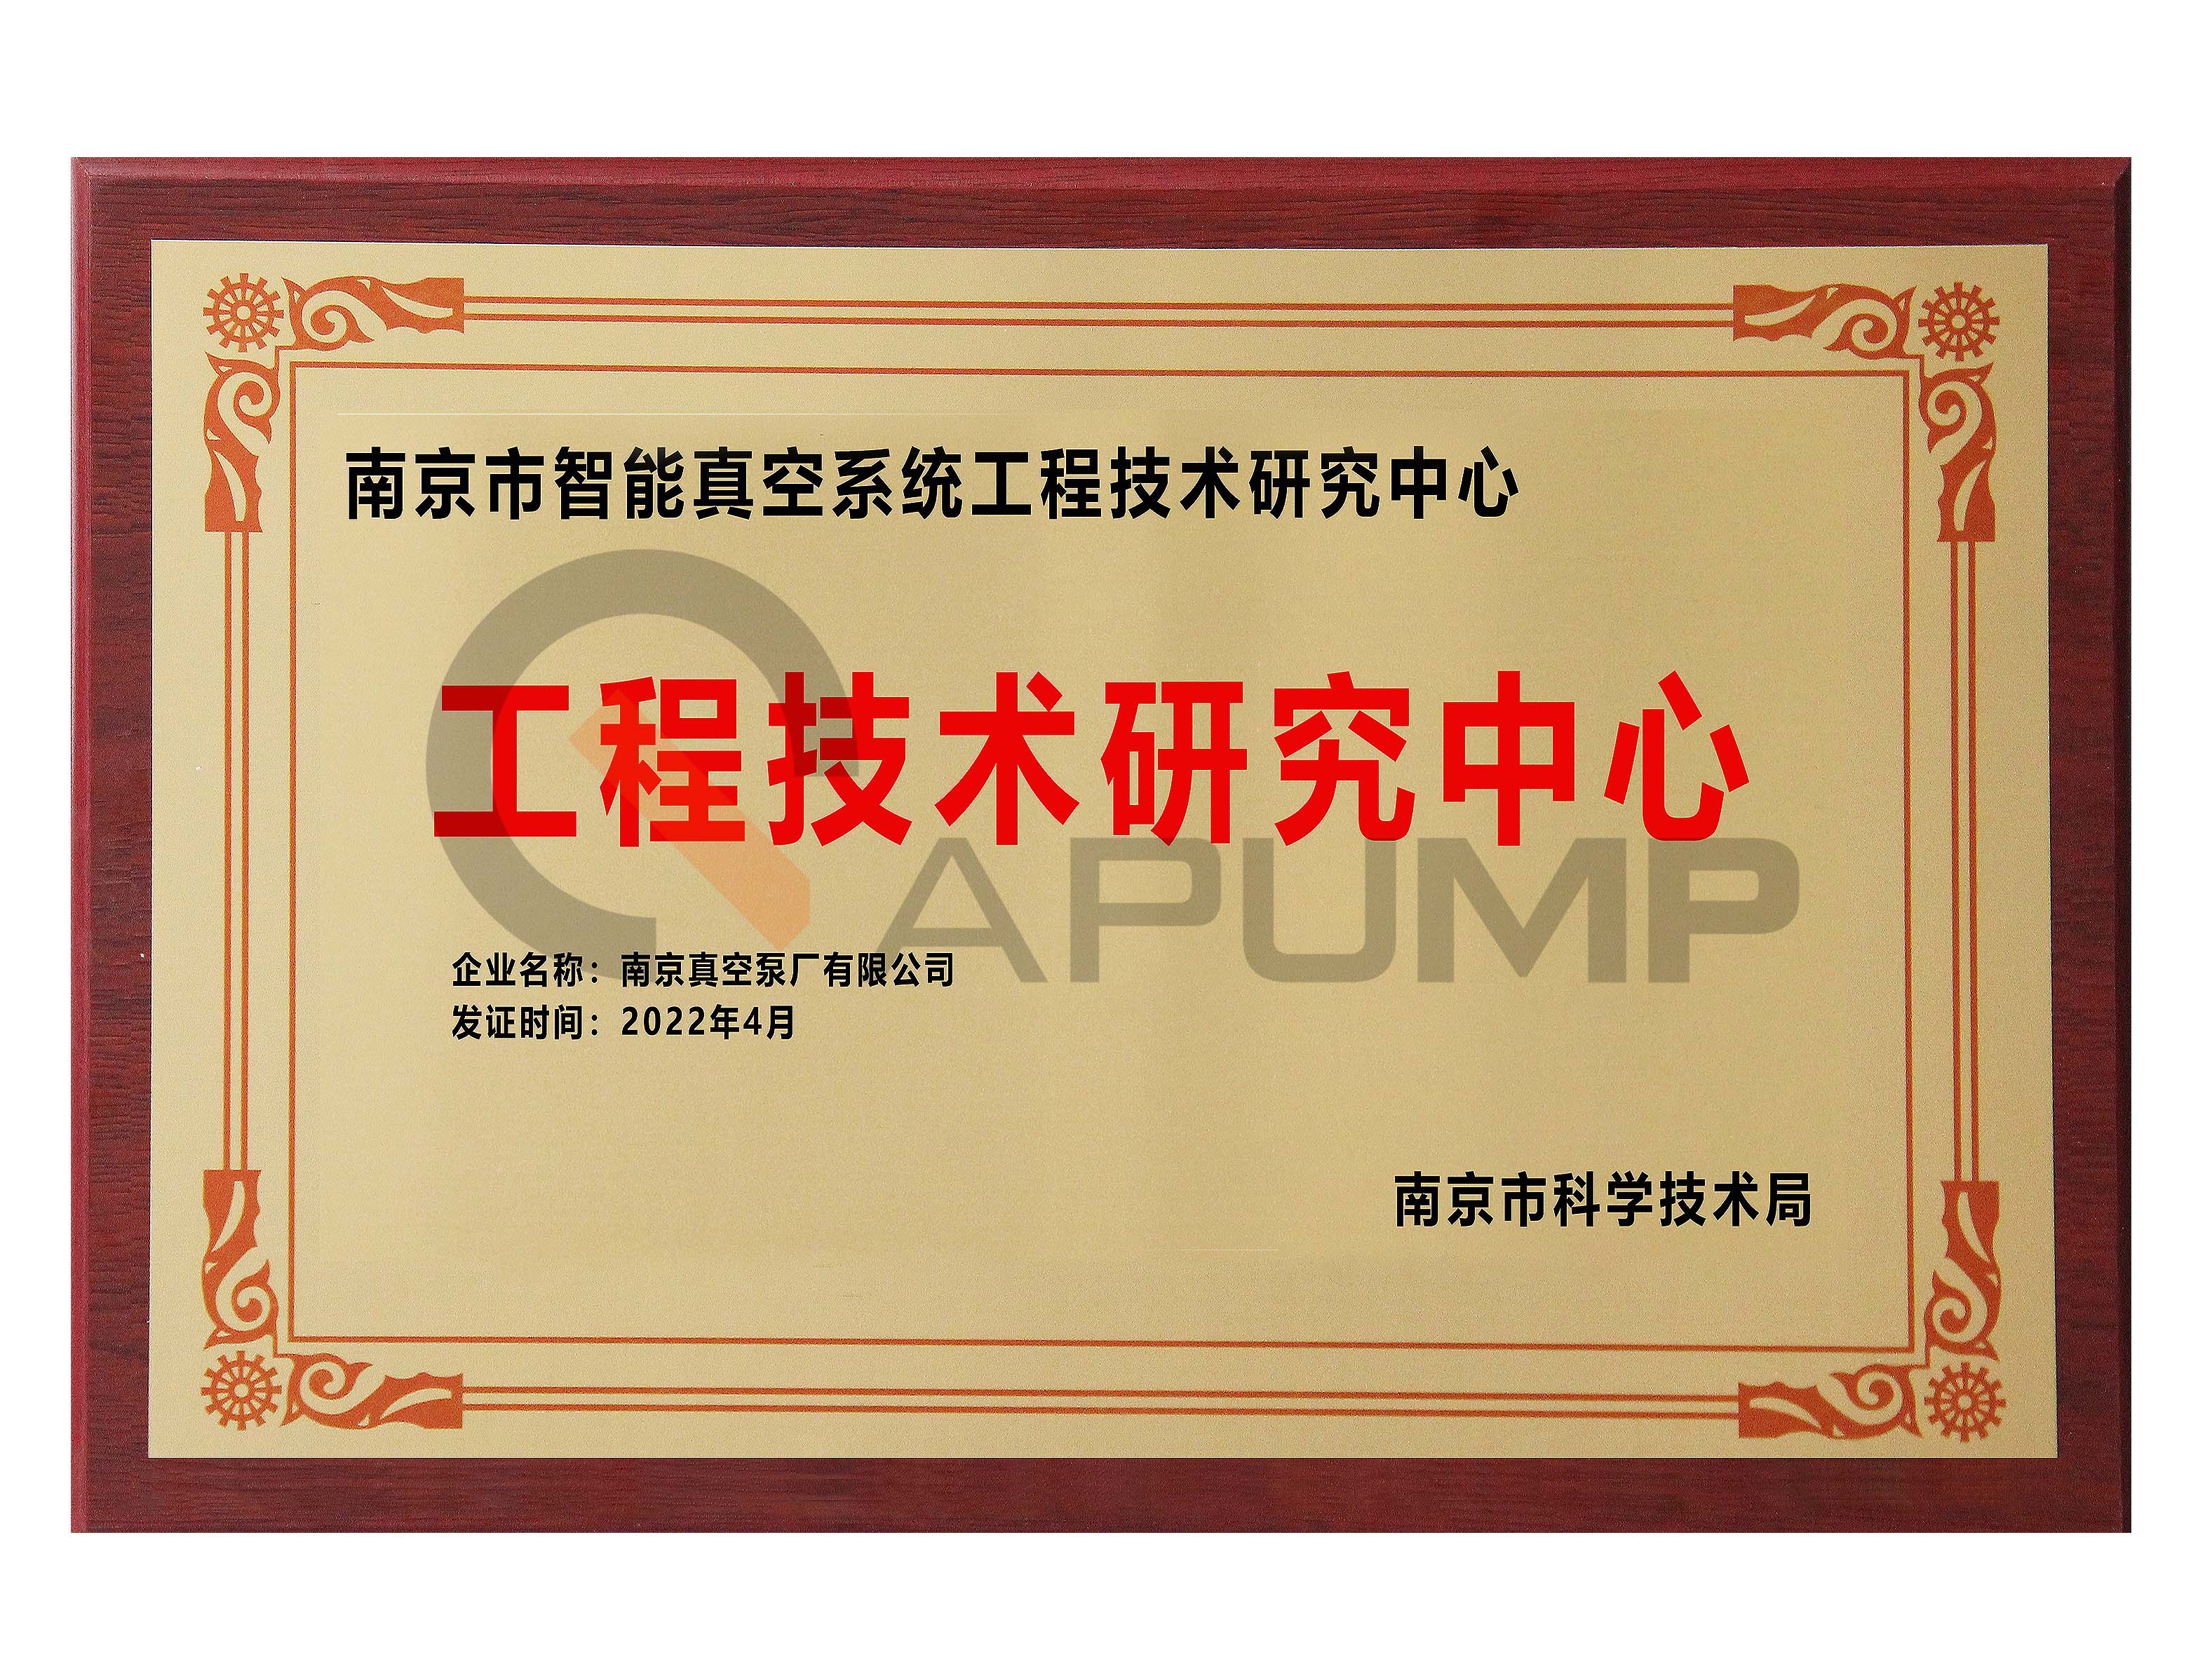 南京市智能真空系统工程技术研究中心
工程技术研究中心
QAPUMP
企业名称：南京真空泵厂有限公司
发证时间：2022年4月
南京市科学技术局